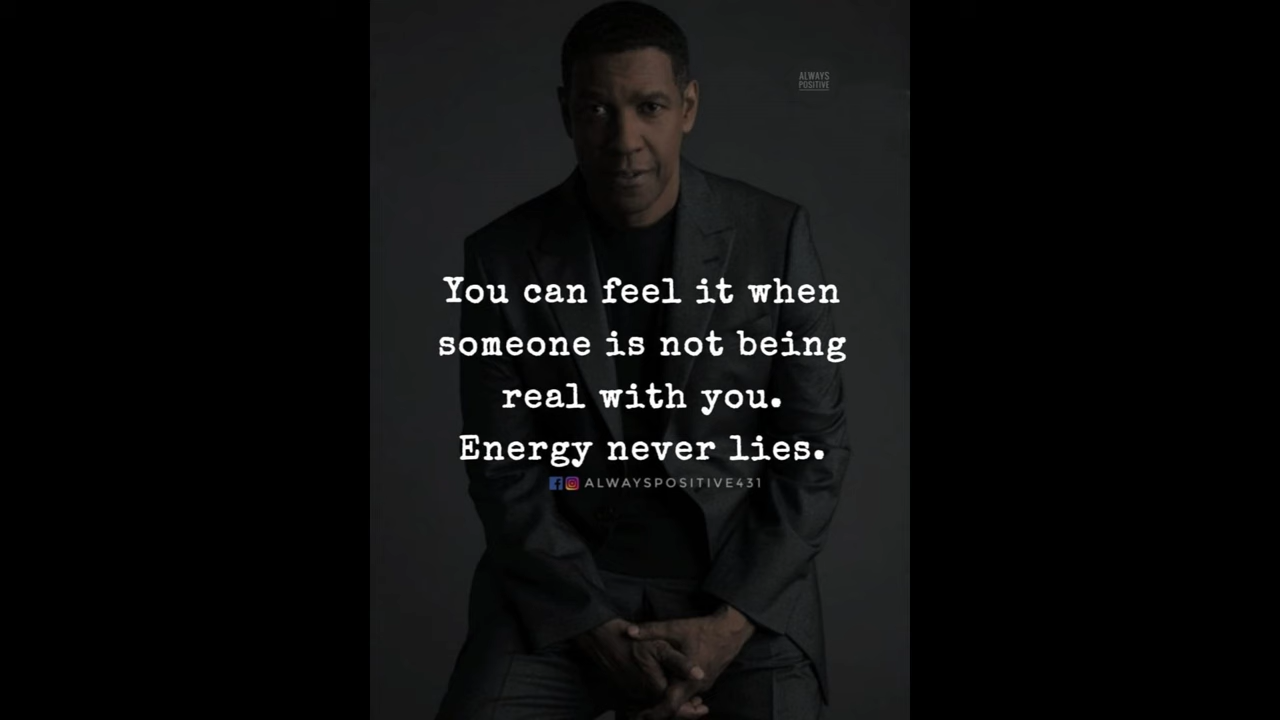 ALWAYS
POSITIVE
You can feel it when
someone is not being
real with you.
Energy never lies.
ALWAYSPOSITIVE431